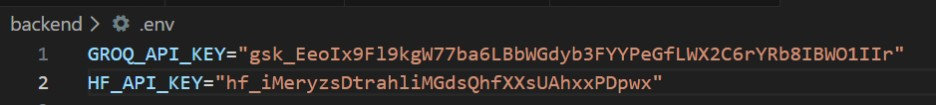 backend > .env
1 GROQ_API_KEY="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"
2 HF_API_KEY="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"